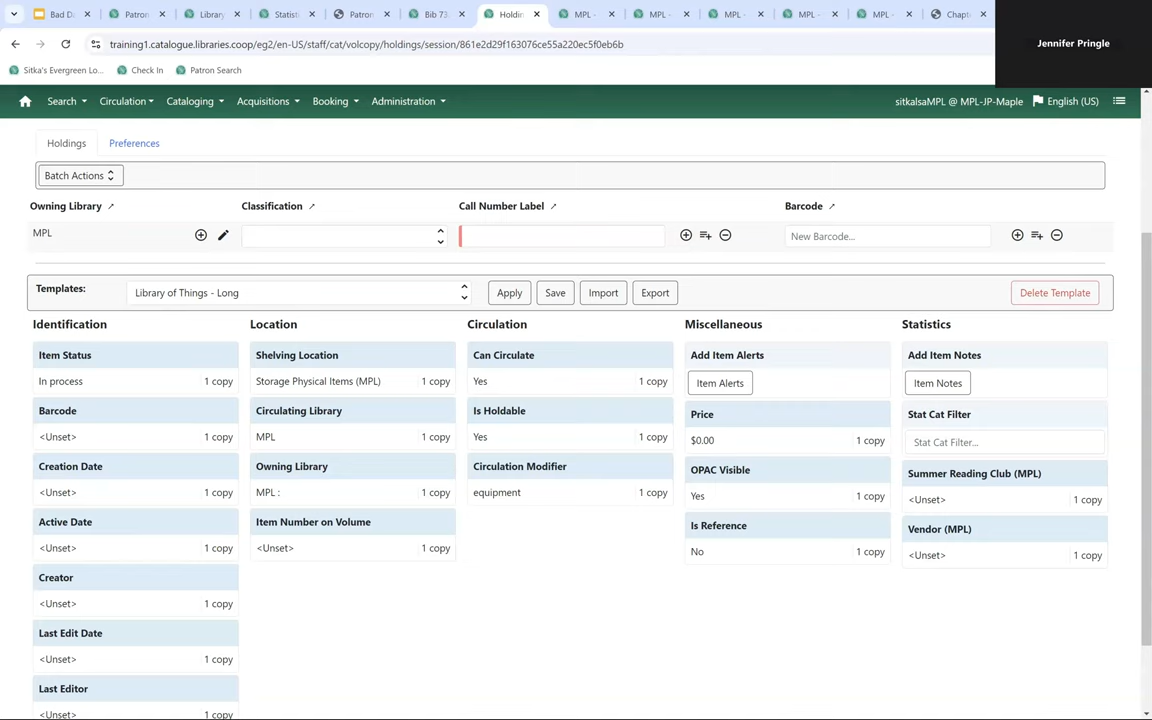 Bad Da
Patron
Library
Statist
Patron
Bib 73
Holdin
MPL -
MPL -
MPL -
MPL -
MPL -
Chapt
training1.catalogue.libraries.coop/eg2/en-US/staff/cat/volcopy/holdings/session/861e2d29f163076ce55a220ec5f0eb6b
Jennifer Pringle
Sitka's Evergreen Lo...
Check In
Patron Search
Search
Circulation
Cataloging
Acquisitions
Booking
Administration
sitkalsaMPL @ MPL-JP-Maple
English (US)
Holdings
Preferences
Batch Actions
Owning Library
Classification
Call Number Label
Barcode
MPL
New Barcode...
Templates:
Library of Things - Long
Apply
Save
Import
Export
Delete Template
Identification
Item Status
In process 1 copy
Barcode
<Unset> 1 copy
Creation Date
<Unset> 1 copy
Active Date
<Unset> 1 copy
Creator
<Unset> 1 copy
Last Edit Date
<Unset> 1 copy
Last Editor
<Unset> 1 copy
Location
Shelving Location
Storage Physical Items (MPL) 1 copy
Circulating Library
MPL 1 copy
Owning Library
MPL : 1 copy
Item Number on Volume
<Unset> 1 copy
Circulation
Can Circulate
Yes 1 copy
Is Holdable
Yes 1 copy
Circulation Modifier
equipment 1 copy
Miscellaneous
Add Item Alerts
Item Alerts
Price
$0.00 1 copy
OPAC Visible
Yes 1 copy
Is Reference
No 1 copy
Statistics
Add Item Notes
Item Notes
Stat Cat Filter
Stat Cat Filter...
Summer Reading Club (MPL)
<Unset> 1 copy
Vendor (MPL)
<Unset> 1 copy